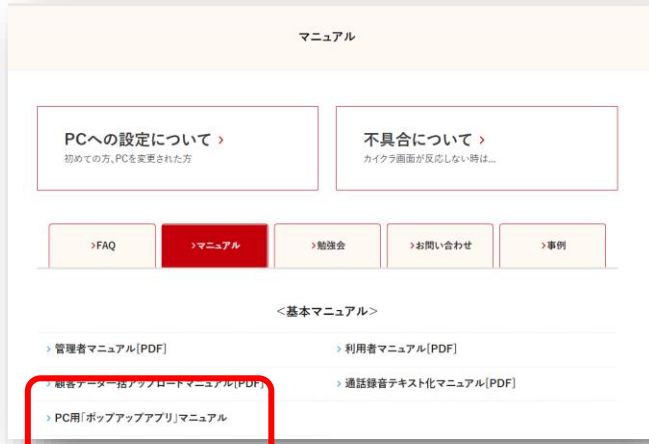 マニュアル
PCへの設定について ›
初めての方、PCを変更された方
不具合について ›
カイクラ画面が反応しない時は...
›FAQ
›マニュアル
›勉強会
›お問い合わせ
›事例
<基本マニュアル>
› 管理者マニュアル[PDF]
› 利用者マニュアル[PDF]
› 顧客データ一括アップロードマニュアル[PDF]
› 通話録音テキスト化マニュアル[PDF]
› PC用「ポップアップアプリ」マニュアル